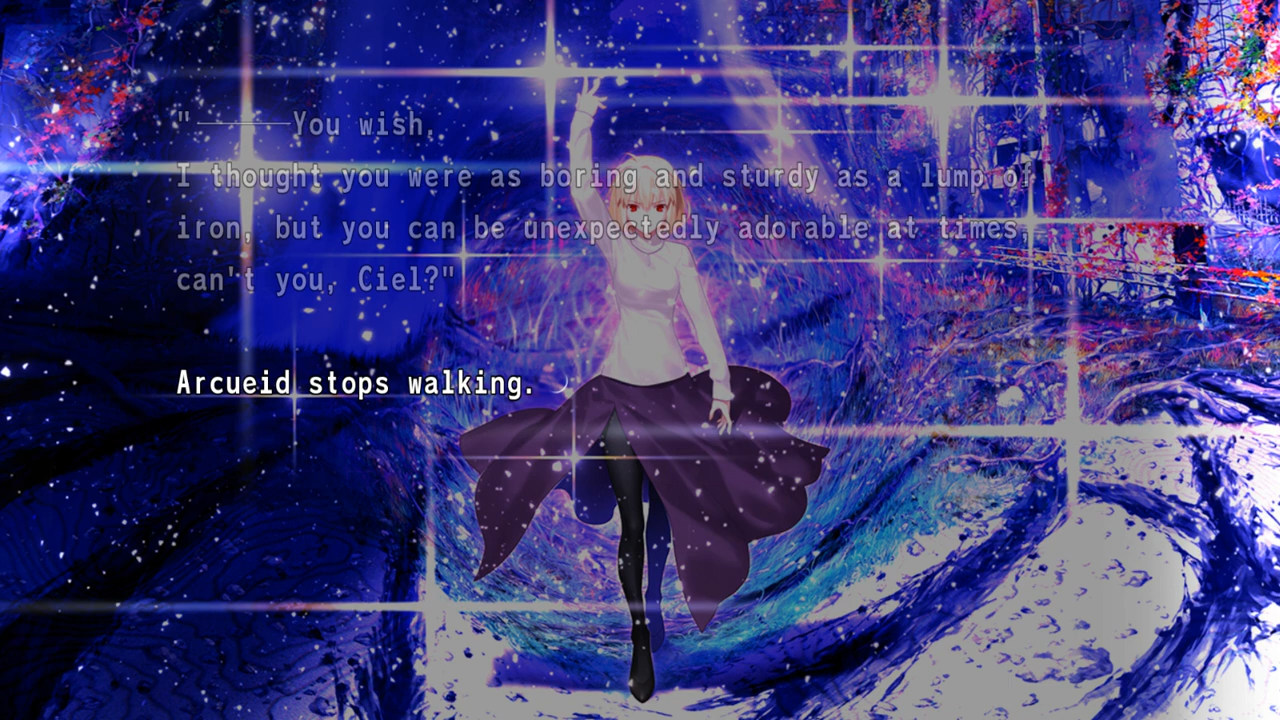 "─────You wish.
I thought you were as boring and sturdy as a lump of
iron, but you can be unexpectedly adorable at times,
can't you, Ciel?"
Arcueid stops walking.